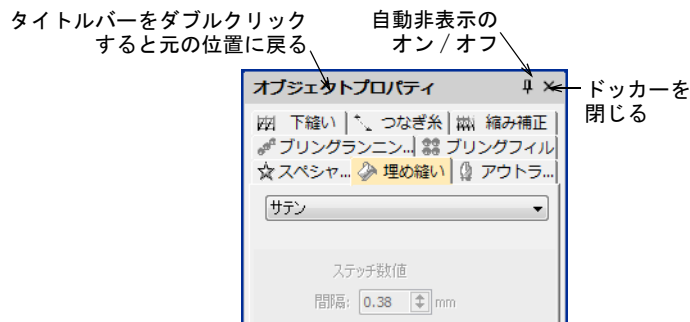 タイトルバーをダブルクリック
すると元の位置に戻る
自動非表示の
オン / オフ
オブジェクトプロパティ
ドッカーを
閉じる
下縫い つなぎ糸 縮み補正
ブリングランニン... ブリングフィル
スペシャ... 埋め縫い アウトラ...
サテン
ステッチ数値
間隔: 0.38 mm